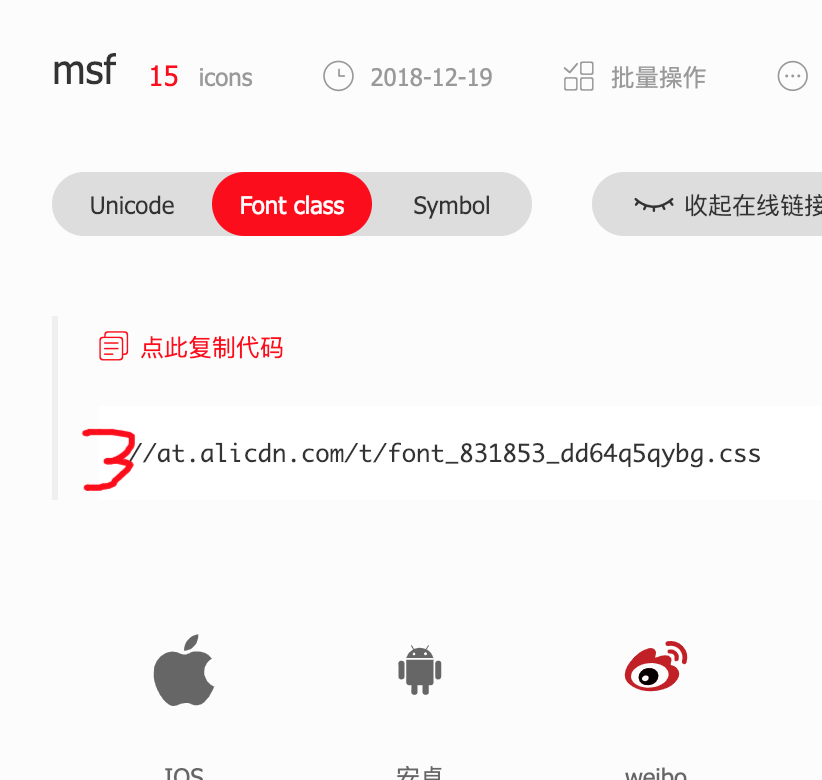 msf 15 icons 2018-12-19 批量操作
Unicode Font class Symbol 收起在线链接
点此复制代码
3 //at.alicdn.com/t/font_831853_dd64q5qybg.css
IOS 安卓 weibo